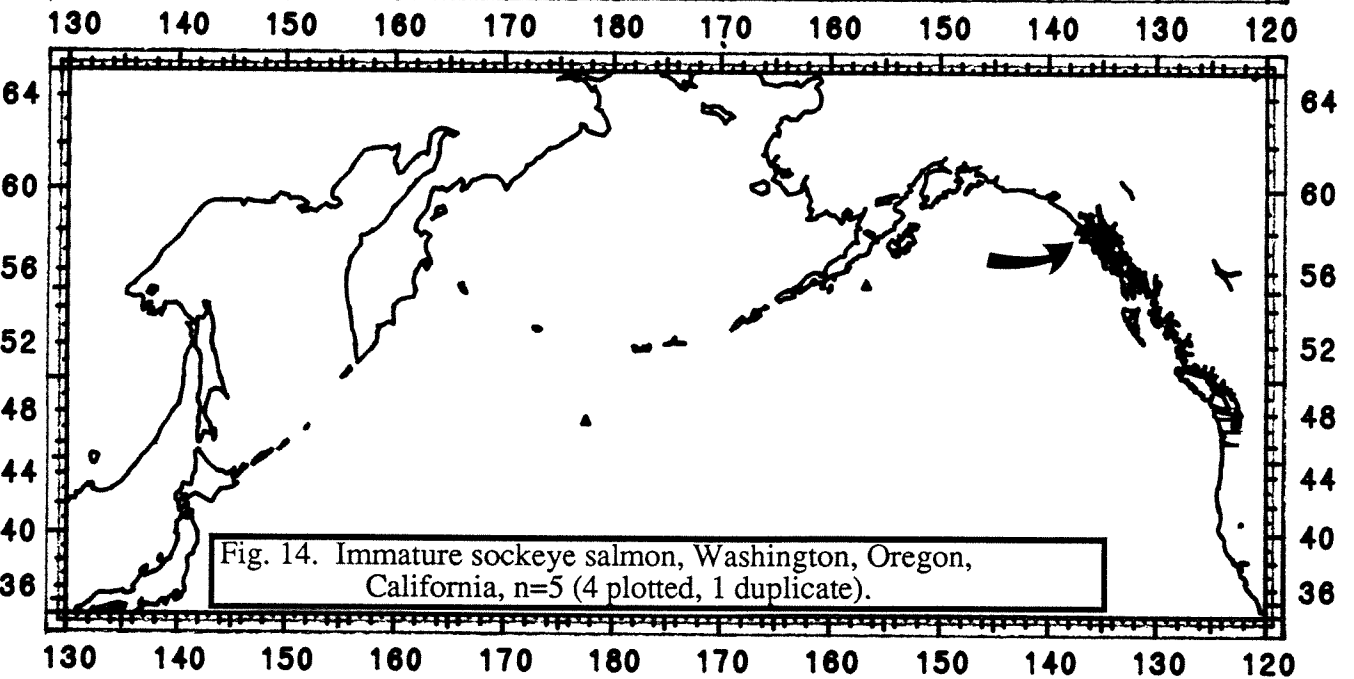 130 140 150 160 170 180 170 160 150 140 130 120
64 64
60 60
56 56
52 52
48 48
44 44
40 40
36 36
Fig. 14. Immature sockeye salmon, Washington, Oregon,
California, n=5 (4 plotted, 1 duplicate).
130 140 150 160 170 180 170 160 150 140 130 120